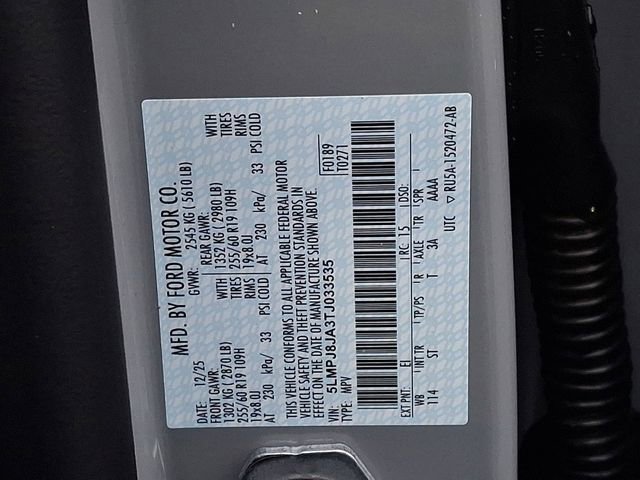 MFD. BY FORD MOTOR CO.
DATE: 12/25 GVWR: 2545 KG ( 5610 LB)
FRONT GAWR: REAR GAWR:
1302 KG ( 2870 LB) WITH 1352 KG ( 2980 LB) WITH
255/60 R19 109H TIRES 255/60 R19 109H TIRES
19x8.0J RIMS 19x8.0J RIMS
AT 230 kPa/ 33 PSI COLD AT 230 kPa/ 33 PSI COLD
THIS VEHICLE CONFORMS TO ALL APPLICABLE FEDERAL MOTOR
VEHICLE SAFETY AND THEFT PREVENTION STANDARDS IN
EFFECT ON THE DATE OF MANUFACTURE SHOWN ABOVE.
VIN: 5LMPJ8JA3TJ033535 F0189
TYPE: MPV T0271
EXT PNT: EJ RC: 15 DSO:
WB INT TR TP/PS R AXLE TR SPR
114 ST T 3A AAAA
UTC ▽ RU5A-1520472-AB